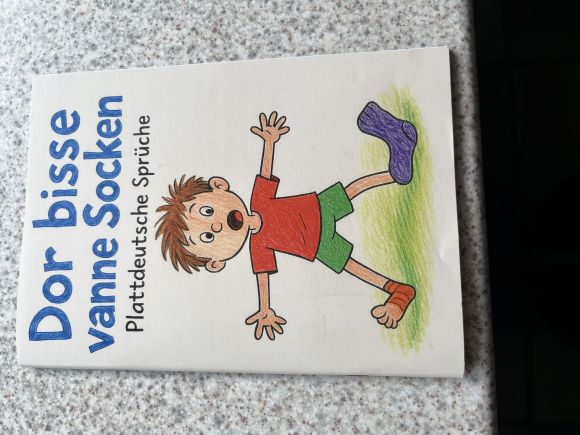 Dor bisse
vanne Socken
Plattdeutsche Sprüche